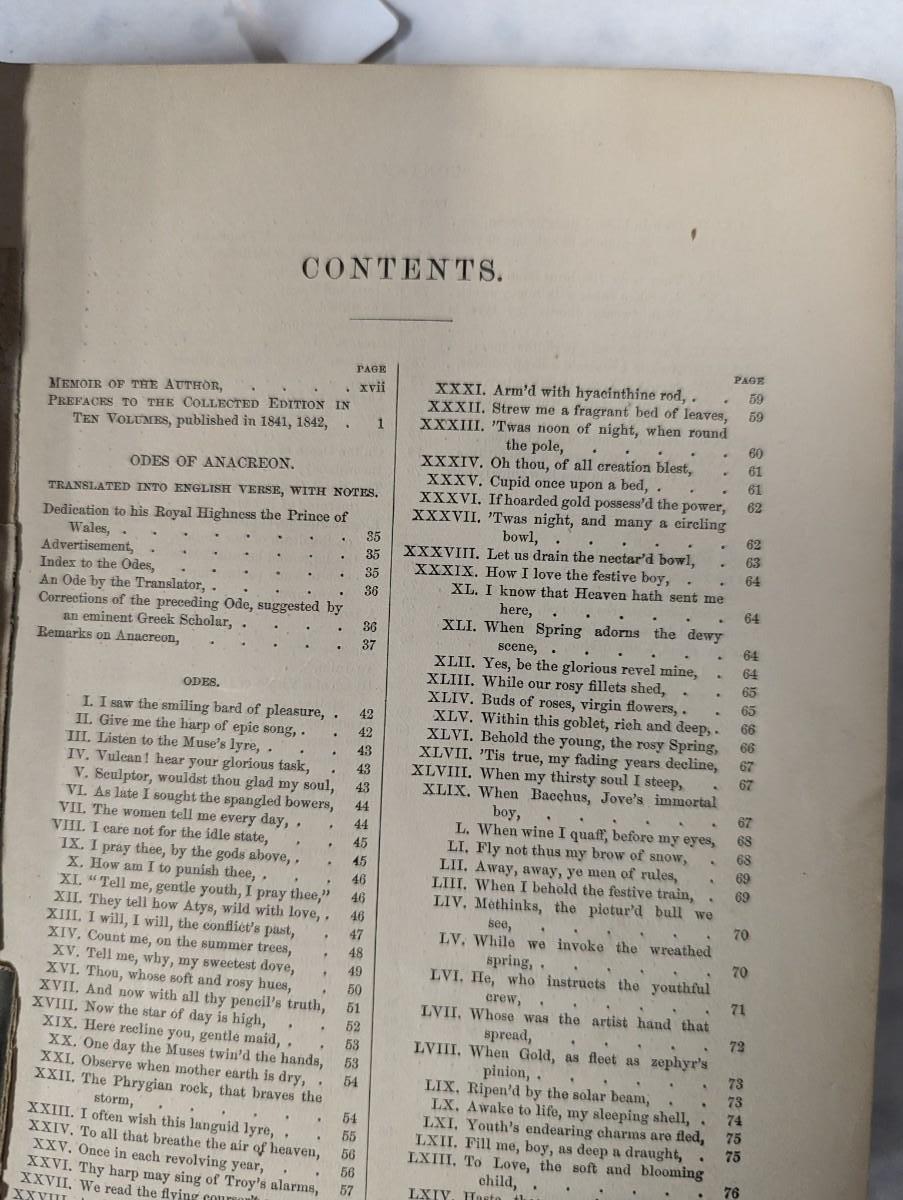 CONTENTS.
PAGE
MEMOIR OF THE AUTHOR, . . . . xvii
PREFACES TO THE COLLECTED EDITION IN
TEN VOLUMES, published in 1841, 1842, . 1
ODES OF ANACREON.
TRANSLATED INTO ENGLISH VERSE, WITH NOTES.
Dedication to his Royal Highness the Prince of
Wales, . . . . . . . 35
Advertisement, . . . . . . 35
Index to the Odes, . . . . . 35
An Ode by the Translator, . . . . . 36
Corrections of the preceding Ode, suggested by
an eminent Greek Scholar, . . . . 36
Remarks on Anacreon, . . . . . 37
ODES.
I. I saw the smiling bard of pleasure, . 42
II. Give me the harp of epic song, . . 42
III. Listen to the Muse's lyre, . . . 43
IV. Vulcan! hear your glorious task, . 43
V. Sculptor, wouldst thou glad my soul, 43
VI. As late I sought the spangled bowers, 44
VII. The women tell me every day, . . 44
VIII. I care not for the idle state, . . 45
IX. I pray thee, by the gods above, . . 45
X. How am I to punish thee, . . . 46
XI. "Tell me, gentle youth, I pray thee," 46
XII. They tell how Atys, wild with love, . 46
XIII. I will, I will, the conflict's past, . 47
XIV. Count me, on the summer trees, . 48
XV. Tell me, why, my sweetest dove, . 49
XVI. Thou, whose soft and rosy hues, . 50
XVII. And now with all thy pencil's truth, 51
XVIII. Now the star of day is high, . . 52
XIX. Here recline you, gentle maid, . . 53
XX. One day the Muses twin'd the hands, 53
XXI. Observe when mother earth is dry, . 54
XXII. The Phrygian rock, that braves the
storm, . . . . . . 54
XXIII. I often wish this languid lyre, . . 55
XXIV. To all that breathe the air of heaven, 56
XXV. Once in each revolving year, . . 56
XXVI. Thy harp may sing of Troy's alarms, 57
XXVII. We read the flying
PAGE
XXXI. Arm'd with hyacinthine rod, . . 59
XXXII. Strew me a fragrant bed of leaves, 59
XXXIII. 'Twas noon of night, when round
the pole, . . . . . 60
XXXIV. Oh thou, of all creation blest, . 61
XXXV. Cupid once upon a bed, . . . 61
XXXVI. If hoarded gold possess'd the power, 62
XXXVII. 'Twas night, and many a circling
bowl, . . . . . . 62
XXXVIII. Let us drain the nectar'd bowl, . 63
XXXIX. How I love the festive boy, . . 64
XL. I know that Heaven hath sent me
here, . . . . . . 64
XLI. When Spring adorns the dewy
scene, . . . . . . 64
XLII. Yes, be the glorious revel mine, . 64
XLIII. While our rosy fillets shed, . . 65
XLIV. Buds of roses, virgin flowers, . . 65
XLV. Within this goblet, rich and deep, . 66
XLVI. Behold the young, the rosy Spring, 66
XLVII. 'Tis true, my fading years decline, 67
XLVIII. When my thirsty soul I steep, . 67
XLIX. When Bacchus, Jove's immortal
boy, . . . . . . 67
L. When wine I quaff, before my eyes, 68
LI. Fly not thus my brow of snow, . 68
LII. Away, away, ye men of rules, . 69
LIII. When I behold the festive train, . 69
LIV. Methinks, the pictur'd bull we
see, . . . . . . 70
LV. While we invoke the wreathed
spring, . . . . . . 70
LVI. He, who instructs the youthful
crew, . . . . . . 71
LVII. Whose was the artist hand that
spread, . . . . . 72
LVIII. When Gold, as fleet as zephyr's
pinion, . . . . . . 73
LIX. Ripen'd by the solar beam, . . 73
LX. Awake to life, my sleeping shell, . 74
LXI. Youth's endearing charms are fled, 75
LXII. Fill me, boy, as deep a draught, . 75
LXIII. To Love, the soft and blooming
child, . . . . . . 76
LXIV.